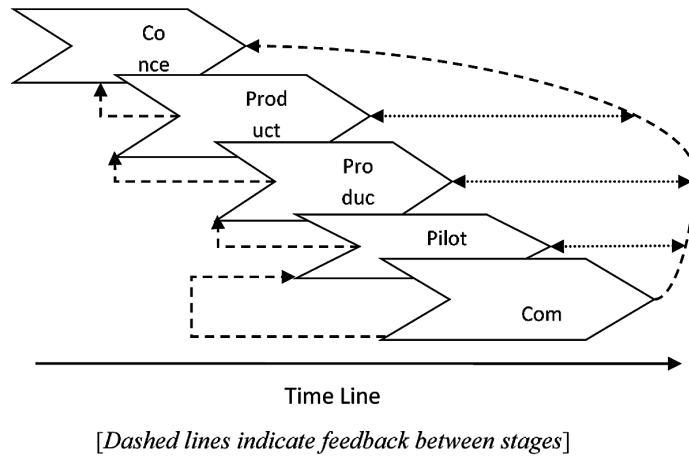 Co
nce
Prod
uct
Pro
duc
Pilot
Com
Time Line
[Dashed lines indicate feedback between stages]